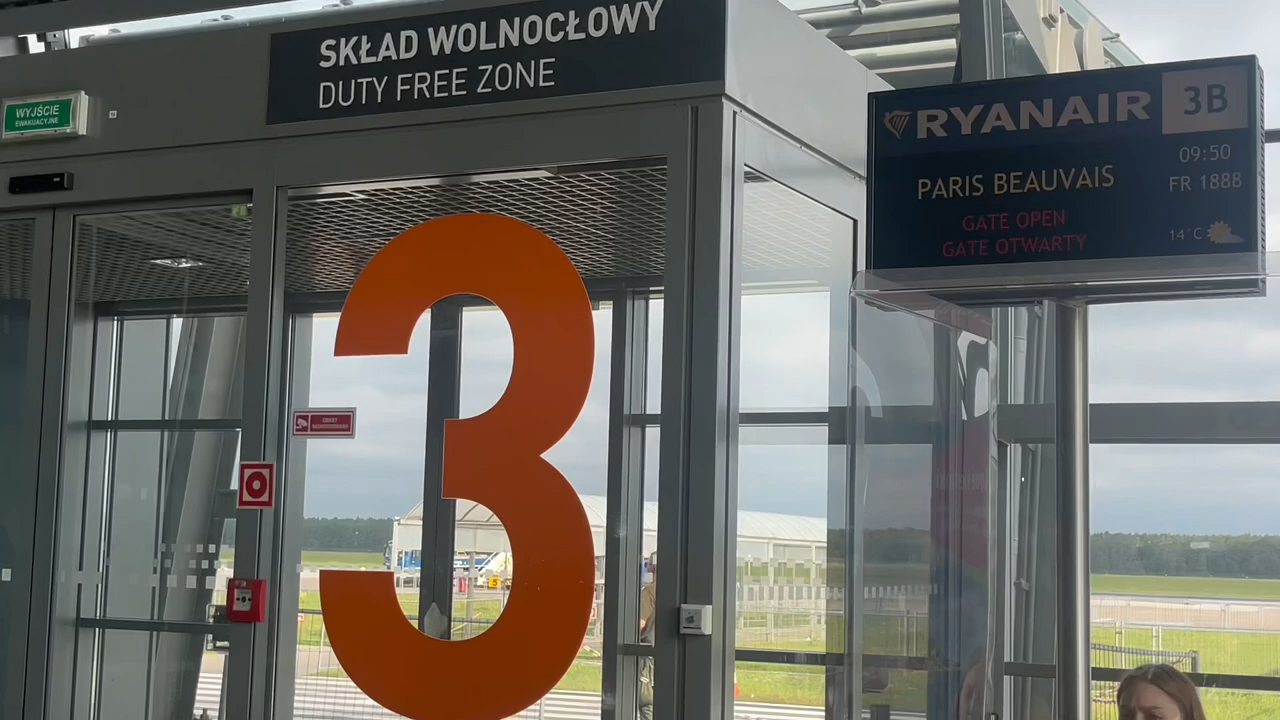 SKŁAD WOLNOCŁOWY
DUTY FREE ZONE
WYJŚCIE
EWAKUACYJNE
RYANAIR
3B
09:50
PARIS BEAUVAIS
FR 1888
GATE OPEN
GATE OTWARTY
14°C
3
5